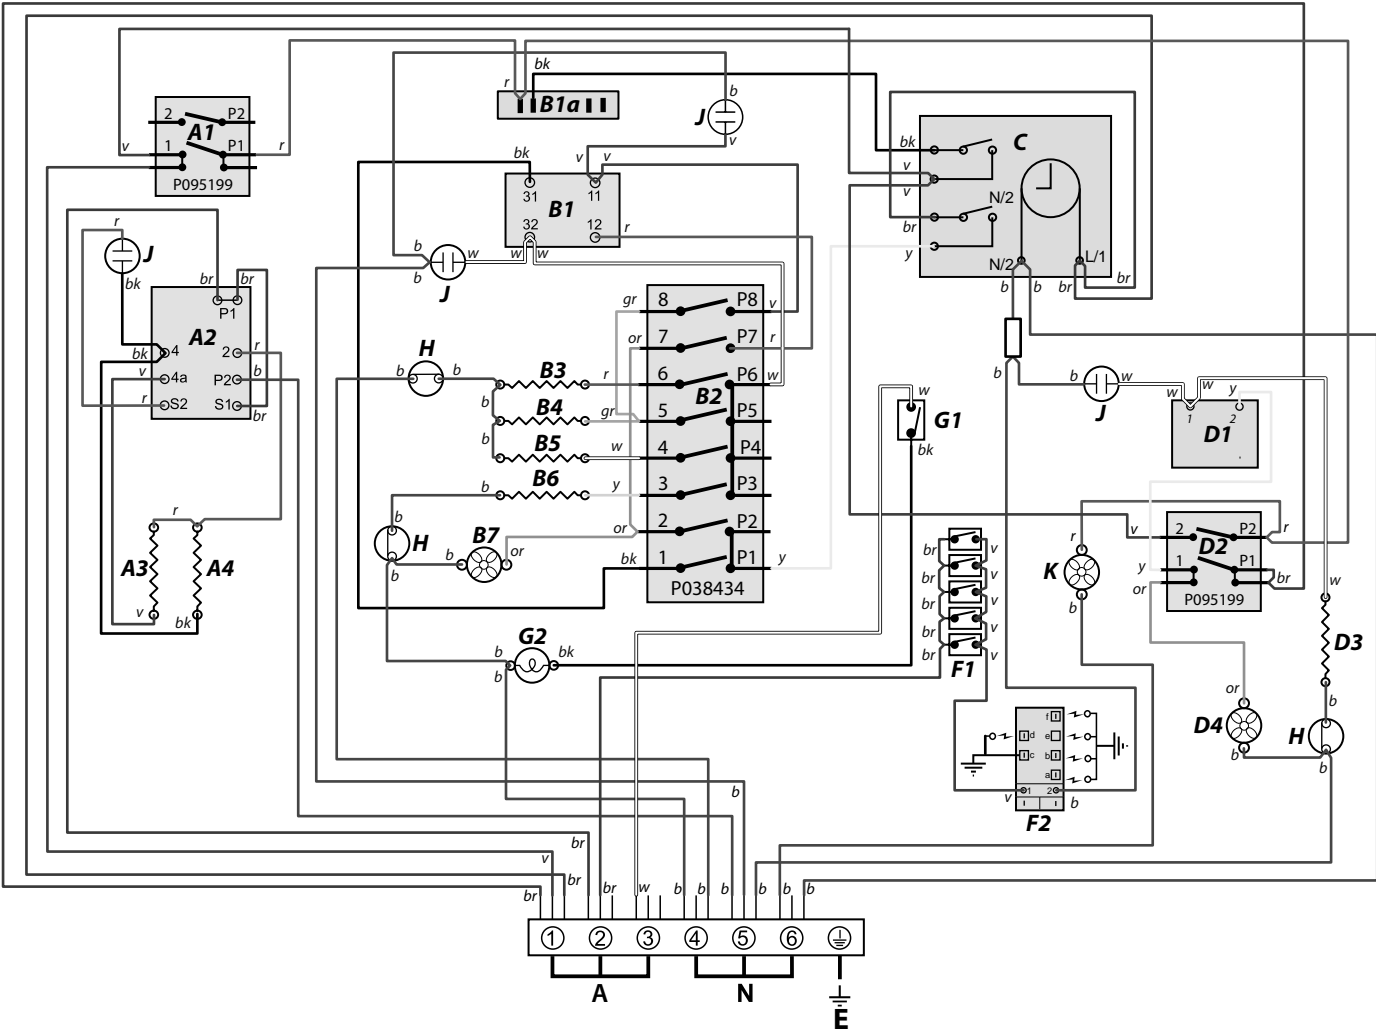 bk
r
B1a
b
J
v
2
P2
A1
v
1
P1
r
P095199
bk
v
v
31
11
B1
32
12
r
w
w
bk
C
v
v
N/2
br
y
N/2
L/1
br
b
b
br
r
J
bk
br
br
P1
A2
bk
4
2
r
v
4a
P2
b
r
S2
S1
br
b
b
w
J
gr
8
P8
v
or
7
P7
r
H
b
b
B3
r
6
P6
w
B2
b
B4
gr
5
P5
b
B5
w
4
P4
b
B6
y
3
P3
b
H
B7
or
2
P2
b
or
b
bk
1
P1
y
P038434
w
G1
bk
b
b
w
J
w
w
y
1
2
D1
r
A3
A4
v
bk
br
v
br
v
br
v
br
v
br
v
F1
r
K
b
v
2
P2
r
D2
y
1
P1
br
or
P095199
w
D3
G2
b
bk
b
or
D4
b
b
H
b
f
d
e
c
b
a
1
2
v
b
F2
b
br
v
br
br
br
w
b
b
b
b
b
b
1
2
3
4
5
6
A
N
E